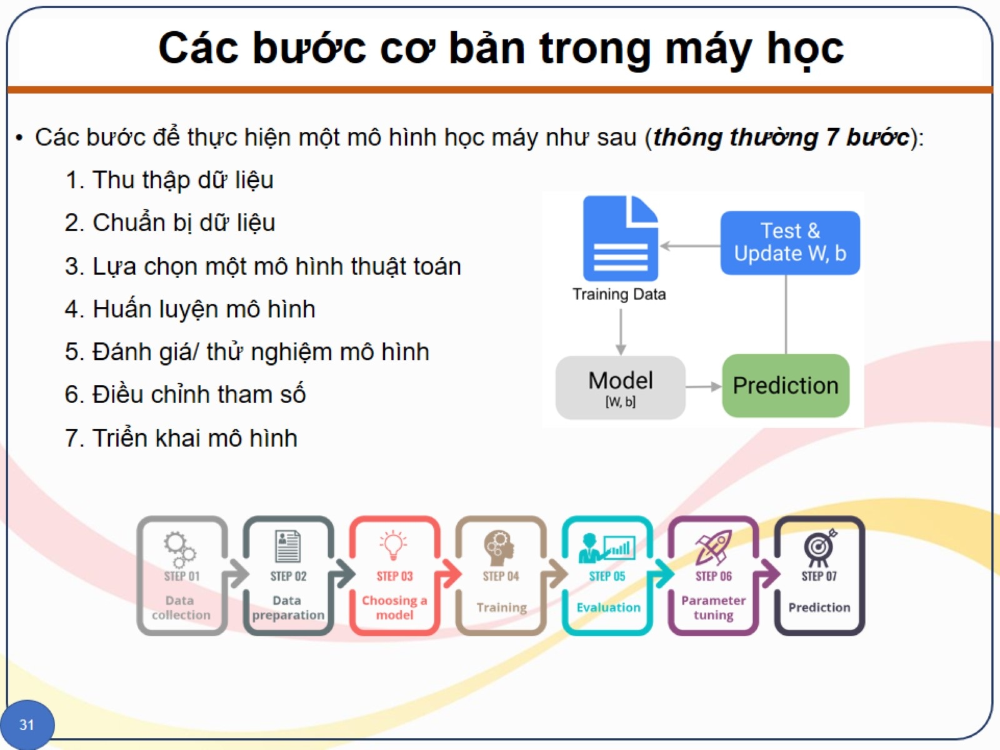 Các bước cơ bản trong máy học
• Các bước để thực hiện một mô hình học máy như sau (thông thường 7 bước):
1. Thu thập dữ liệu
2. Chuẩn bị dữ liệu
3. Lựa chọn một mô hình thuật toán
4. Huấn luyện mô hình
5. Đánh giá/ thử nghiệm mô hình
6. Điều chỉnh tham số
7. Triển khai mô hình
Test &
Update W, b
Training Data
Model
[W, b]
Prediction
STEP 01
Data
collection
STEP 02
Data
preparation
STEP 03
Choosing a
model
STEP 04
Training
STEP 05
Evaluation
STEP 06
Parameter
tuning
STEP 07
Prediction
31